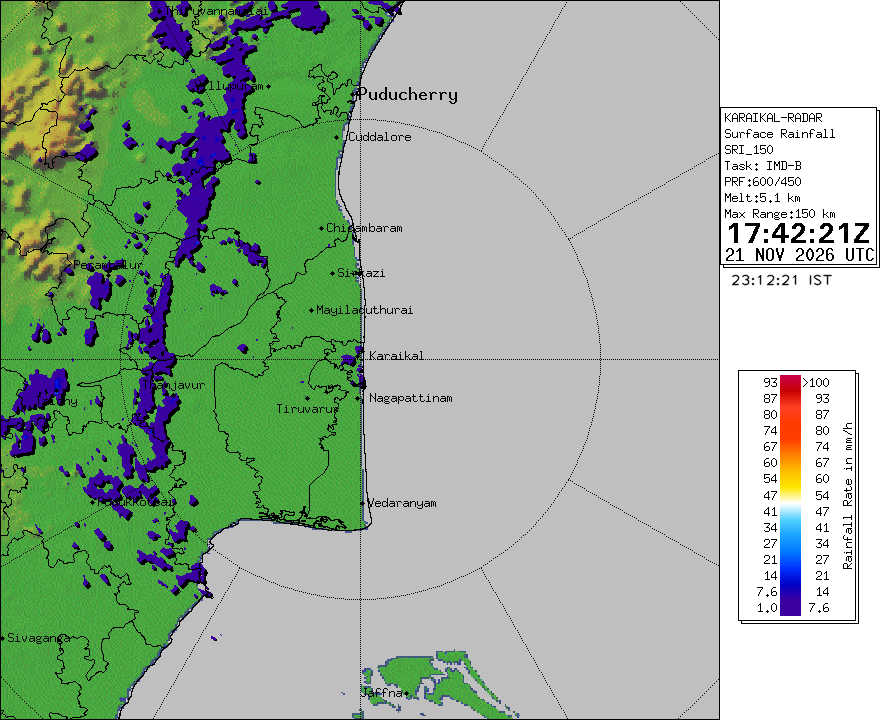 Puducherry
Cuddalore
Chidambaram
Sirkazi
Mayiladuthurai
Perambalur
Karaikal
Thanjavur
Nagapattinam
Tiruvarur
Vedaranyam
Pudukkottai
Sivaganga
Jaffna
KARAIKAL-RADAR
Surface Rainfall
SRI_150
Task: IMD-B
PRF:600/450
Melt:5.1 km
Max Range:150 km
17:42:21Z
21 NOV 2026 UTC
23:12:21 IST
93 >100
87 93
80 87
74 80
67 74
60 67
54 60
47 54
41 47
34 41
27 34
21 27
14 21
7.6 14
1.0 7.6
Rainfall Rate in mm/h